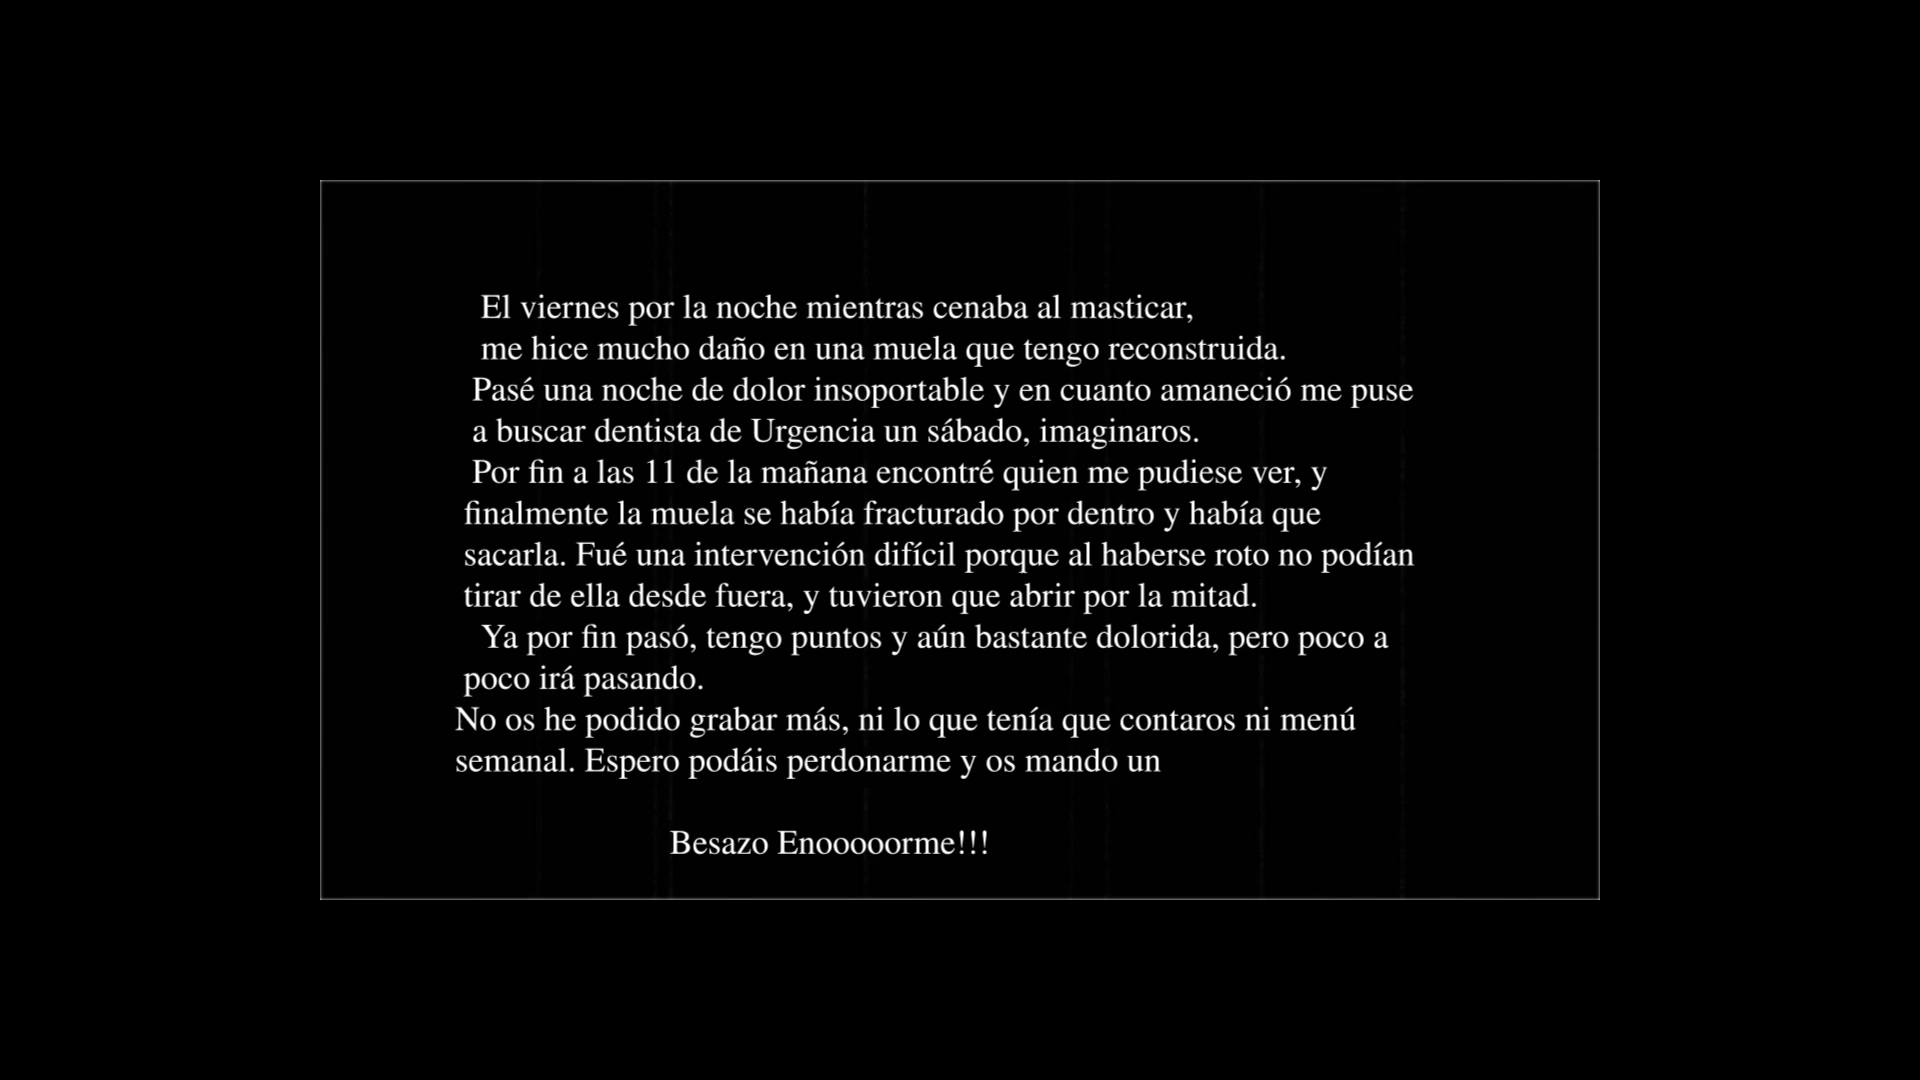 El viernes por la noche mientras cenaba al masticar,
me hice mucho daño en una muela que tengo reconstruida.
Pasé una noche de dolor insoportable y en cuanto amaneció me puse
a buscar dentista de Urgencia un sábado, imaginaros.
Por fin a las 11 de la mañana encontré quien me pudiese ver, y
finalmente la muela se había fracturado por dentro y había que
sacarla. Fué una intervención difícil porque al haberse roto no podían
tirar de ella desde fuera, y tuvieron que abrir por la mitad.
Ya por fin pasó, tengo puntos y aún bastante dolorida, pero poco a
poco irá pasando.
No os he podido grabar más, ni lo que tenía que contaros ni menú
semanal. Espero podáis perdonarme y os mando un
Besazo Enooooorme!!!